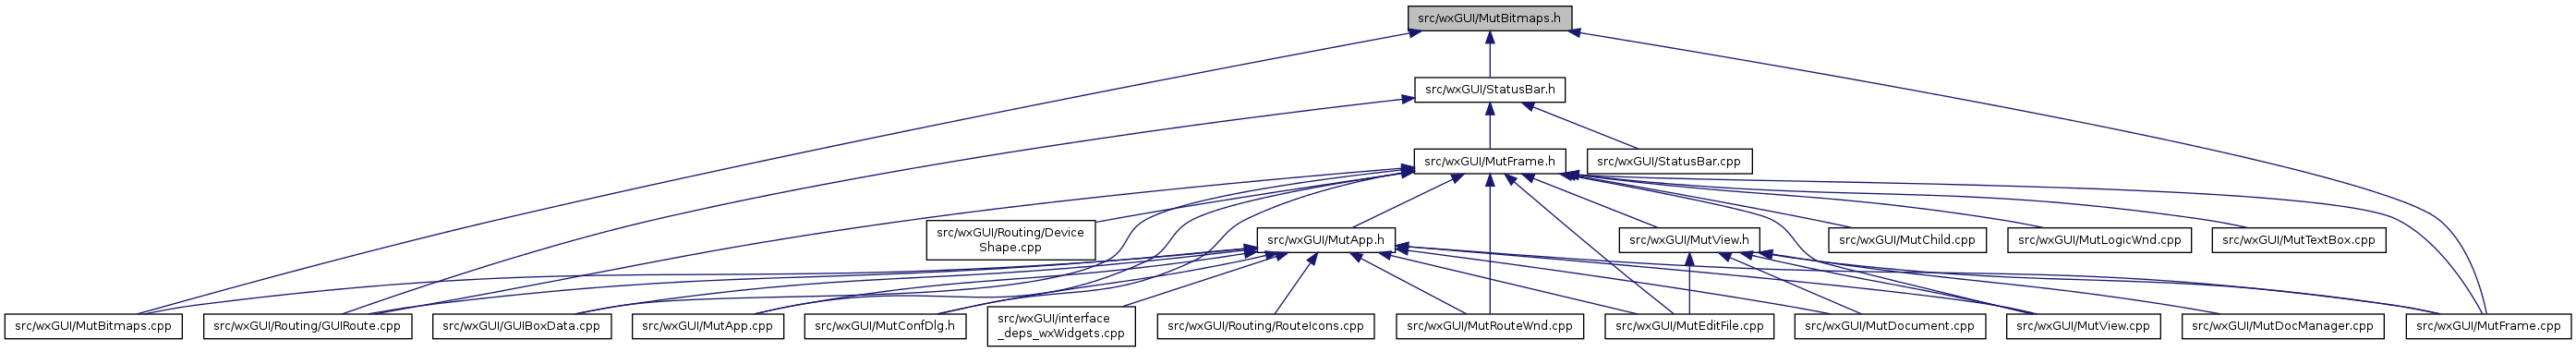 src/wxGUI/MutBitmaps.h
src/wxGUI/StatusBar.h
src/wxGUI/MutFrame.h
src/wxGUI/StatusBar.cpp
src/wxGUI/Routing/Device
Shape.cpp
src/wxGUI/MutApp.h
src/wxGUI/MutView.h
src/wxGUI/MutChild.cpp
src/wxGUI/MutLogicWnd.cpp
src/wxGUI/MutTextBox.cpp
src/wxGUI/MutBitmaps.cpp
src/wxGUI/Routing/GUIRoute.cpp
src/wxGUI/GUIBoxData.cpp
src/wxGUI/MutApp.cpp
src/wxGUI/MutConfDlg.h
src/wxGUI/interface
_deps_wxWidgets.cpp
src/wxGUI/Routing/RouteIcons.cpp
src/wxGUI/MutRouteWnd.cpp
src/wxGUI/MutEditFile.cpp
src/wxGUI/MutDocument.cpp
src/wxGUI/MutView.cpp
src/wxGUI/MutDocManager.cpp
src/wxGUI/MutFrame.cpp